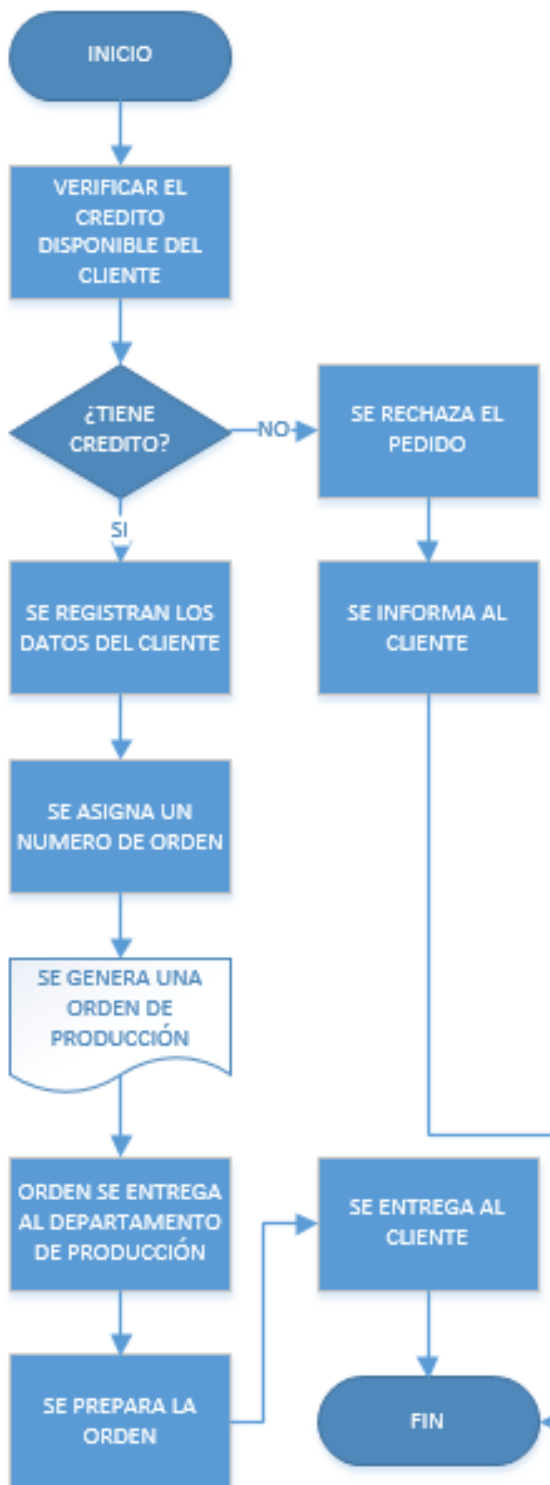 INICIO
VERIFICAR EL
CREDITO
DISPONIBLE DEL
CLIENTE
¿TIENE
CREDITO?
NO
SE RECHAZA EL
PEDIDO
SI
SE REGISTRAN LOS
DATOS DEL CLIENTE
SE INFORMA AL
CLIENTE
SE ASIGNA UN
NUMERO DE ORDEN
SE GENERA UNA
ORDEN DE
PRODUCCIÓN
ORDEN SE ENTREGA
AL DEPARTAMENTO
DE PRODUCCIÓN
SE ENTREGA AL
CLIENTE
SE PREPARA LA
ORDEN
FIN